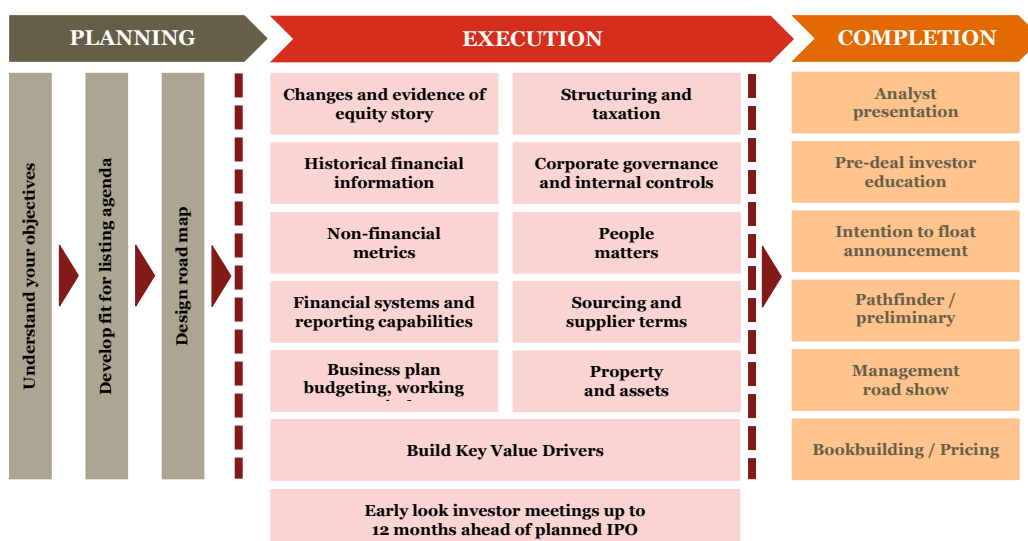 PLANNING
EXECUTION
COMPLETION
Understand your objectives
Develop fit for listing agenda
Design road map
Changes and evidence of
equity story
Structuring and
taxation
Historical financial
information
Corporate governance
and internal controls
Non-financial
metrics
People
matters
Financial systems and
reporting capabilities
Sourcing and
supplier terms
Business plan
budgeting, working
Property
and assets
Build Key Value Drivers
Early look investor meetings up to
12 months ahead of planned IPO
Analyst
presentation
Pre-deal investor
education
Intention to float
announcement
Pathfinder /
preliminary
Management
road show
Bookbuilding / Pricing